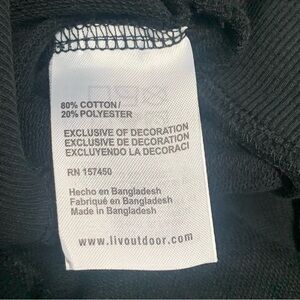 80% COTTON/
20% POLYESTER
EXCLUSIVE OF DECORATION
EXCLUSIVE DE DECORATION
EXCLUYENDO LA DECORACI
RN 157450
Hecho en Bangladesh
Fabriqué en Bangladesh
Made in Bangladesh
www.livoutdoor.com